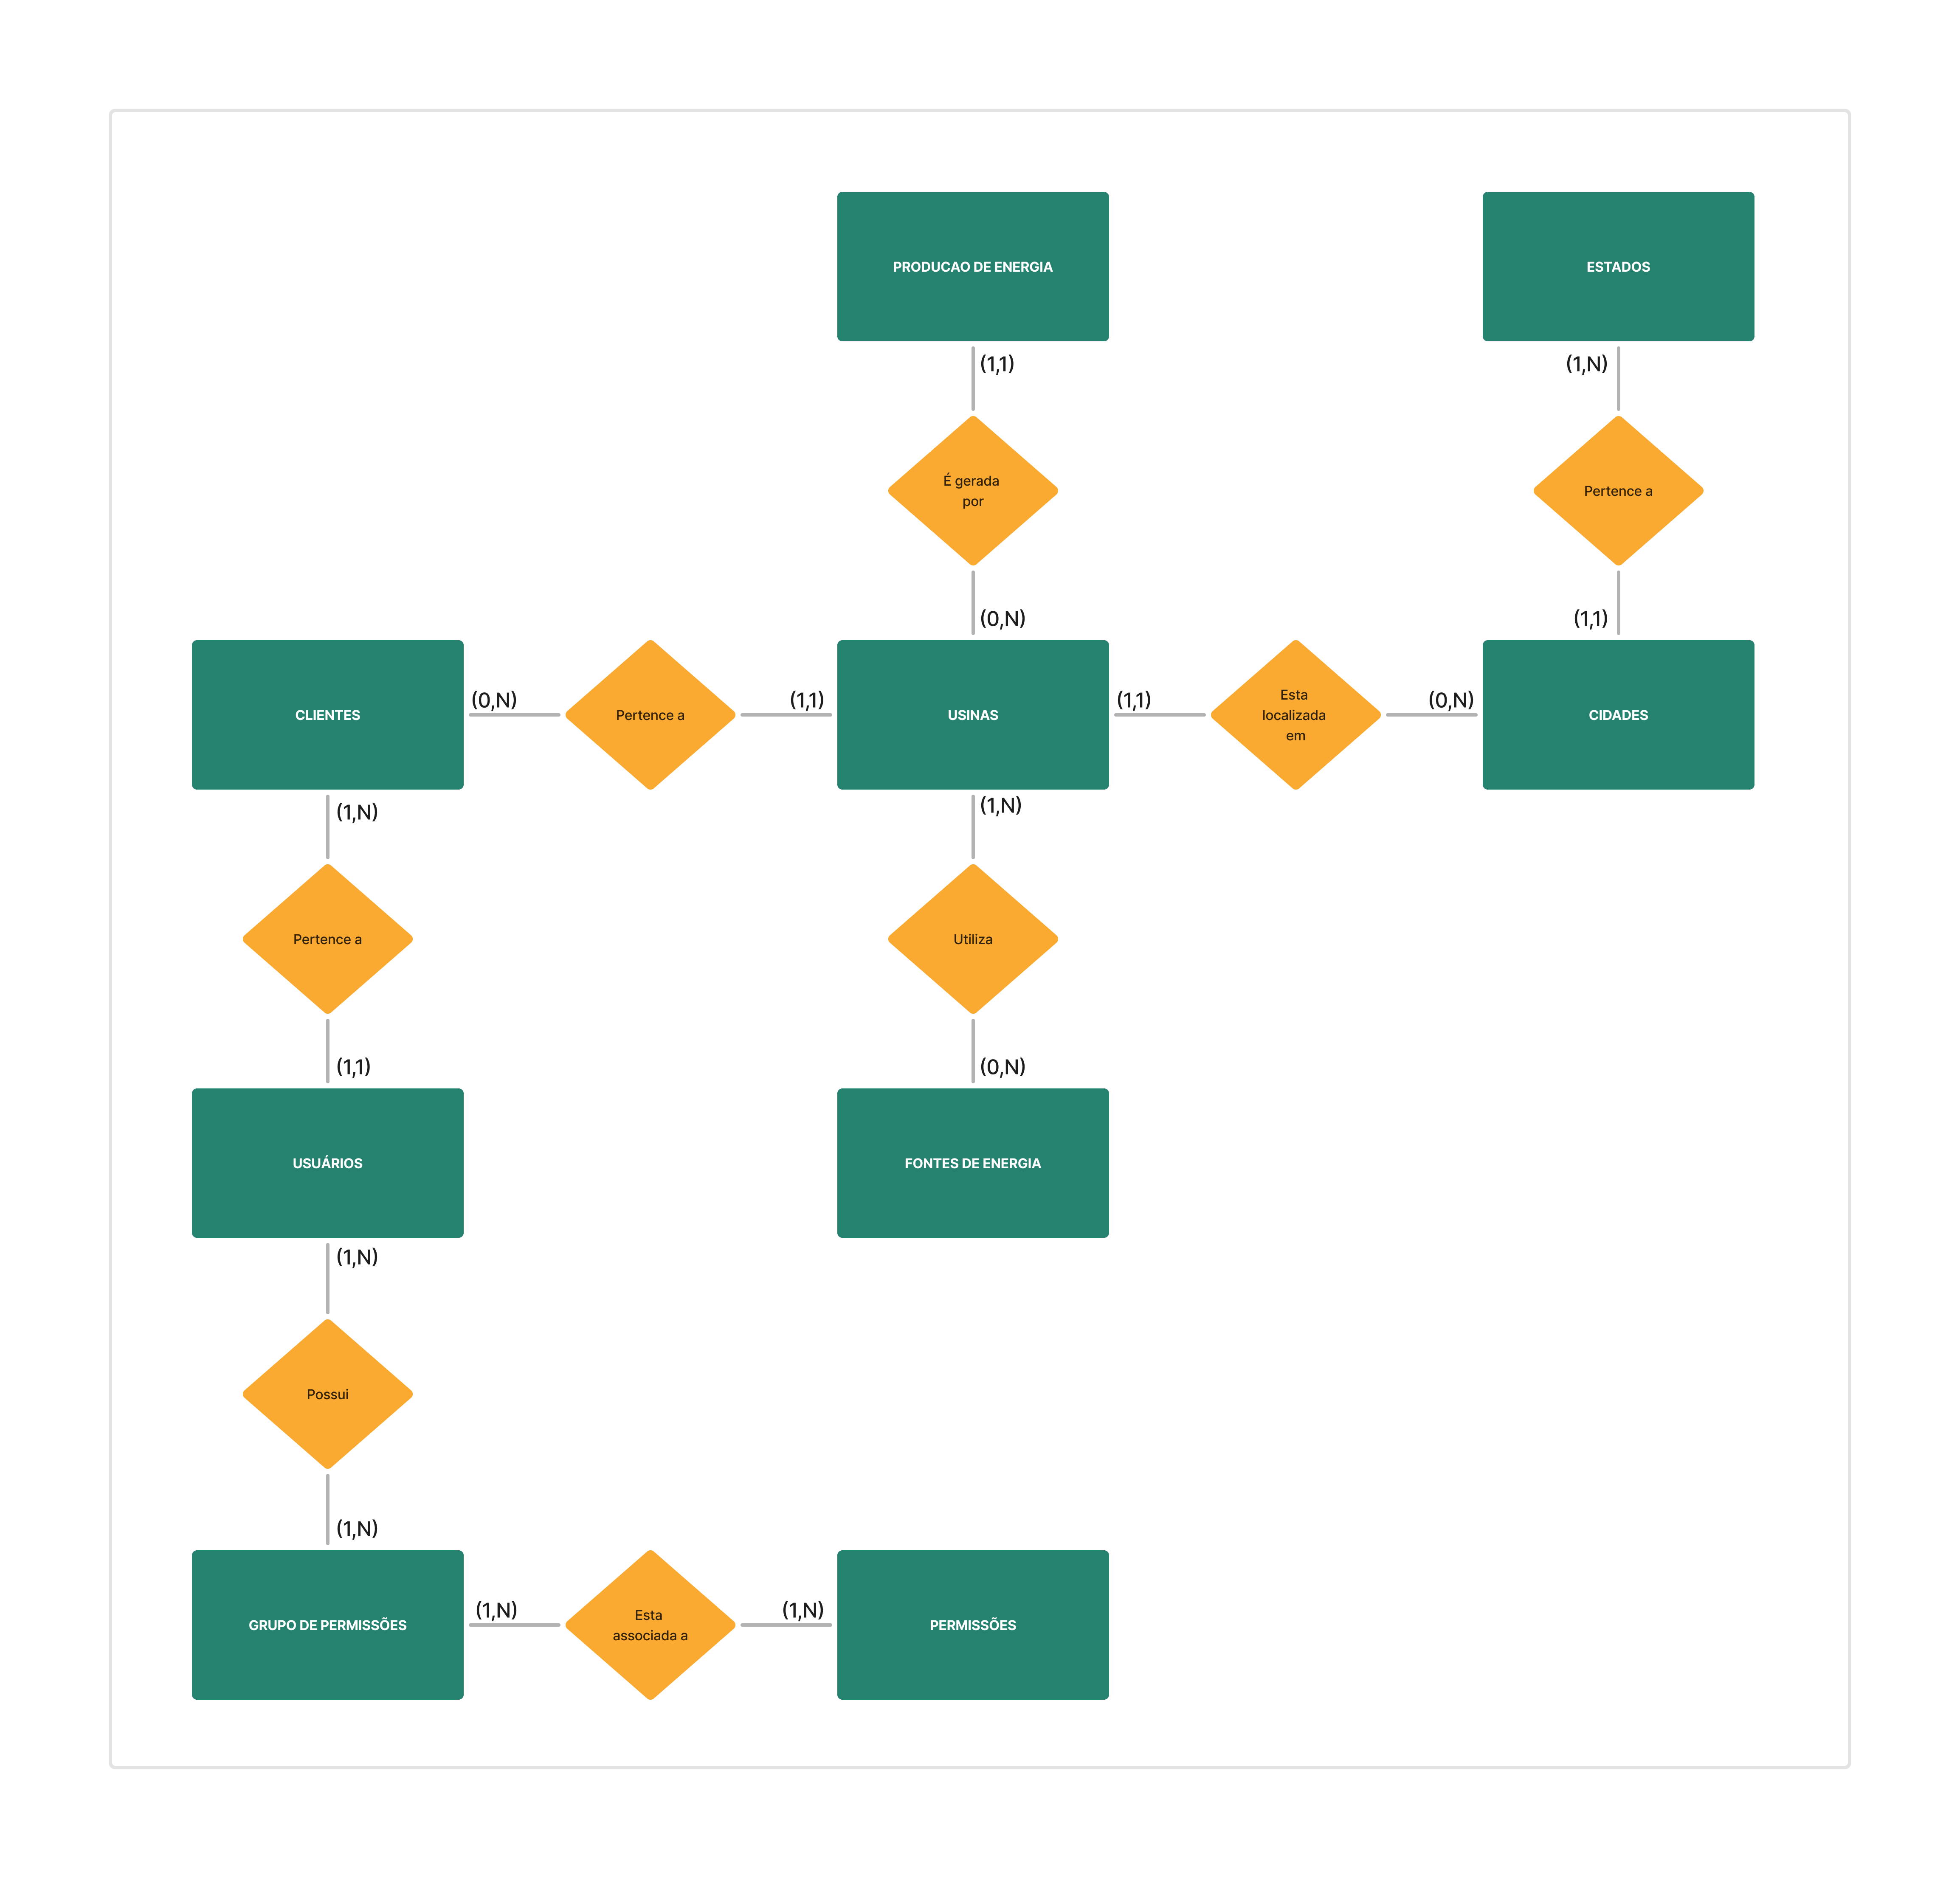 PRODUCAO DE ENERGIA
ESTADOS
(1,1)
(1,N)
É gerada
por
Pertence a
(0,N)
(1,1)
CLIENTES
(0,N)
Pertence a
(1,1)
USINAS
(1,1)
Esta
localizada
em
(0,N)
CIDADES
(1,N)
(1,N)
Pertence a
Utiliza
(1,1)
(0,N)
USUÁRIOS
FONTES DE ENERGIA
(1,N)
Possui
(1,N)
GRUPO DE PERMISSÕES
(1,N)
Esta
associada a
(1,N)
PERMISSÕES